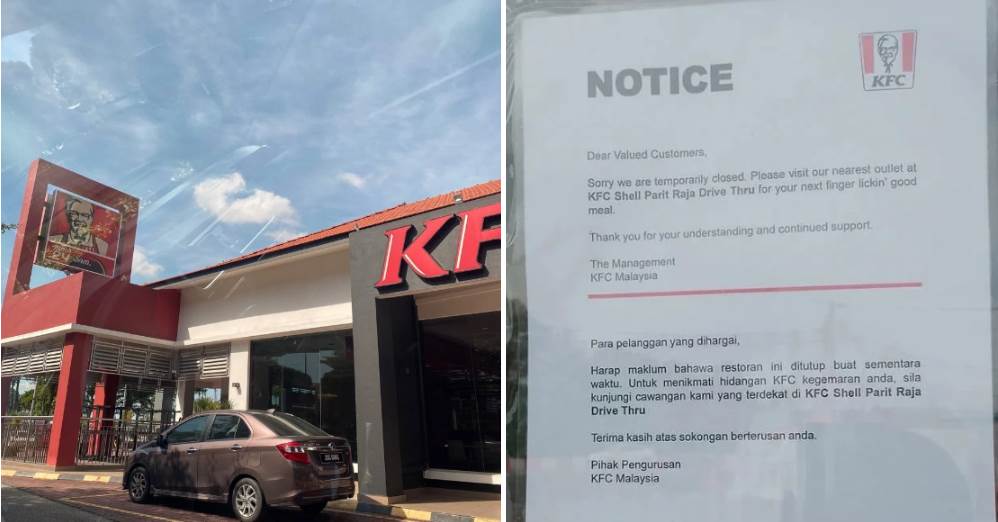 KF
NOTICE
KFC
Dear Valued Customers,
Sorry we are temporarily closed. Please visit our nearest outlet at
KFC Shell Parit Raja Drive Thru for your next finger lickin' good
meal.
Thank you for your understanding and continued support.
The Management
KFC Malaysia
Para pelanggan yang dihargai,
Harap maklum bahawa restoran ini ditutup buat sementara
waktu. Untuk menikmati hidangan KFC kegemaran anda, sila
kunjungi cawangan kami yang terdekat di KFC Shell Parit Raja
Drive Thru
Terima kasih atas sokongan berterusan anda.
Pihak Pengurusan
KFC Malaysia